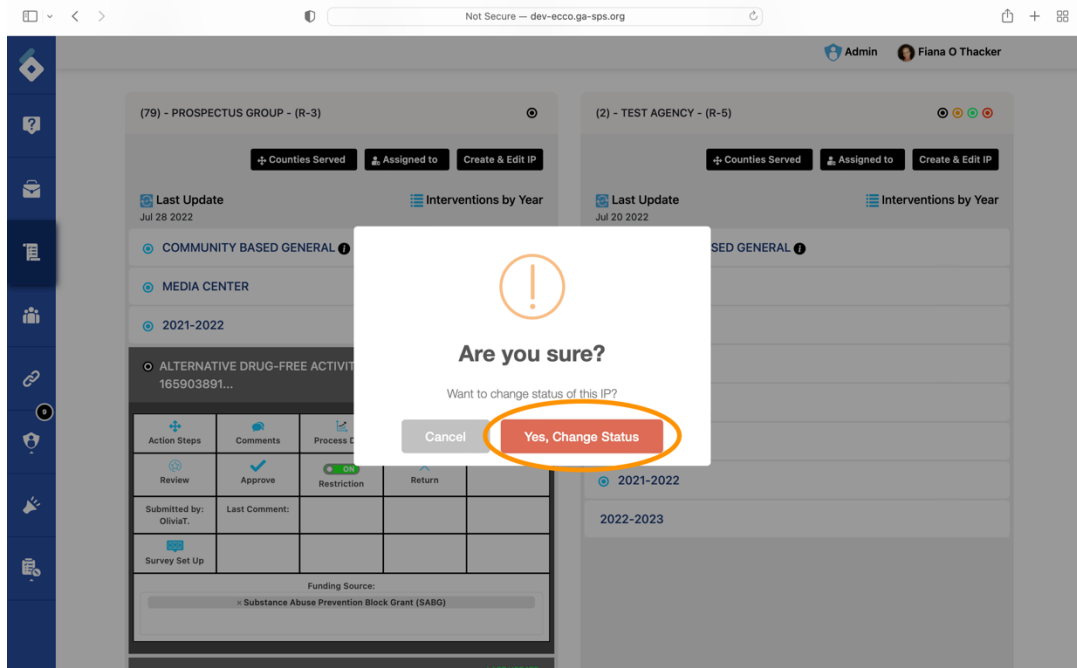 Not Secure — dev-ecco.ga-sps.org
Admin
Fiana O Thacker
(79) - PROSPECTUS GROUP - (R-3)
Counties Served
Assigned to
Create & Edit IP
Last Update
Interventions by Year
Jul 28 2022
COMMUNITY BASED GENERAL
MEDIA CENTER
2021-2022
ALTERNATIVE DRUG-FREE ACTIVIT
165903891...
Action Steps
Comments
Process D
Review
Approve
ON
Restriction
Return
Submitted by:
OliviaT.
Last Comment:
Survey Set Up
Funding Source:
× Substance Abuse Prevention Block Grant (SABG)
(2) - TEST AGENCY - (R-5)
Counties Served
Assigned to
Create & Edit IP
Last Update
Interventions by Year
Jul 20 2022
SED GENERAL
2021-2022
2022-2023
Are you sure?
Want to change status of this IP?
Cancel
Yes, Change Status
9